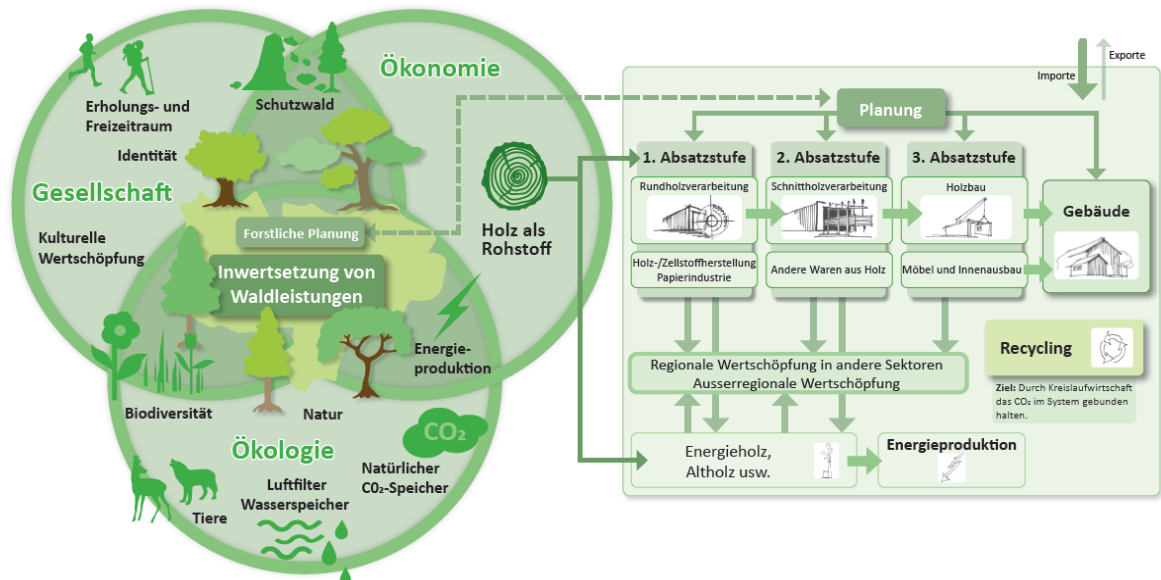 Ökonomie
Erholungs- und
Freizeitraum
Schutzwald
Identität
Gesellschaft
Kulturelle
Wertschöpfung
Forstliche Planung
Inwertsetzung von
Waldleistungen
Holz als
Rohstoff
Energie-
produktion
Biodiversität
Natur
Ökologie
CO₂
Natürlicher
C0₂-Speicher
Luftfilter
Wasserspeicher
Tiere
Importe
Exporte
Planung
1. Absatzstufe
2. Absatzstufe
3. Absatzstufe
Rundholzverarbeitung
Schnittholzverarbeitung
Holzbau
Gebäude
Holz-/Zellstoffherstellung
Papierindustrie
Andere Waren aus Holz
Möbel und Innenausbau
Regionale Wertschöpfung in andere Sektoren
Ausserregionale Wertschöpfung
Recycling
Ziel: Durch Kreislaufwirtschaft
das CO₂ im System gebunden
halten.
Energieholz,
Altholz usw.
Energieproduktion